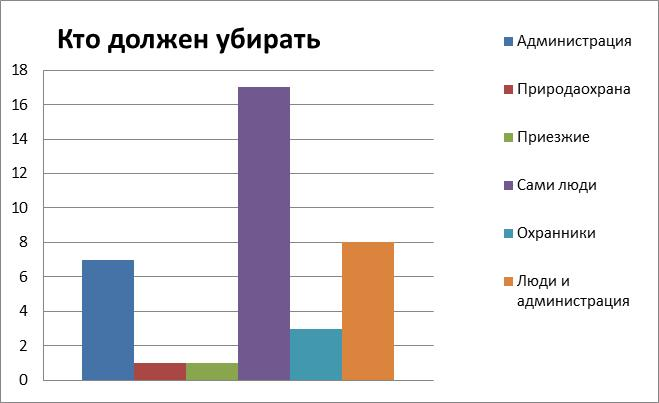 Кто должен убирать
18
16
14
12
10
8
6
4
2
0
Администрация
Природаохрана
Приезжие
Сами люди
Охранники
Люди и
администрация